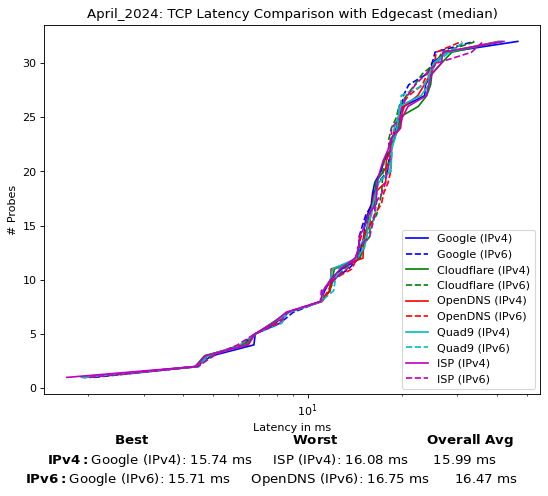 April_2024: TCP Latency Comparison with Edgecast (median)
# Probes
30
25
20
15
10
5
0
Google (IPv4)
Google (IPv6)
Cloudflare (IPv4)
Cloudflare (IPv6)
OpenDNS (IPv4)
OpenDNS (IPv6)
Quad9 (IPv4)
Quad9 (IPv6)
ISP (IPv4)
ISP (IPv6)
10¹
Latency in ms
Best Worst Overall Avg
IPv4: Google (IPv4): 15.74 ms ISP (IPv4): 16.08 ms 15.99 ms
IPv6: Google (IPv6): 15.71 ms OpenDNS (IPv6): 16.75 ms 16.47 ms